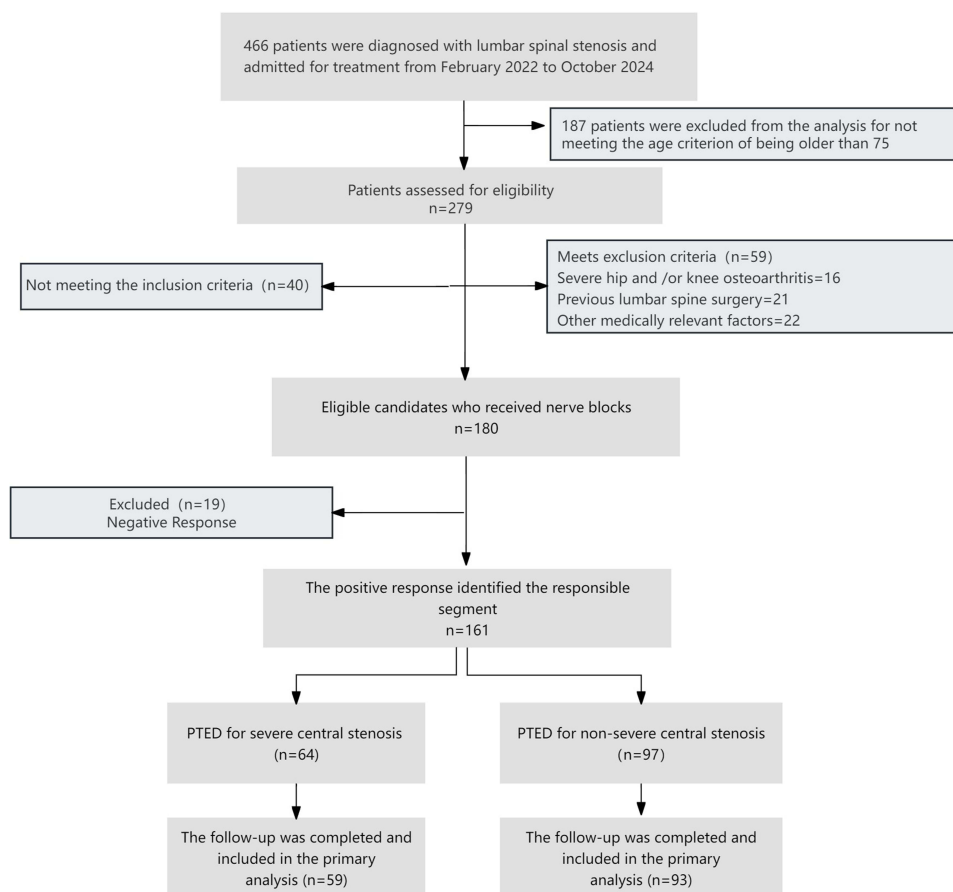 466 patients were diagnosed with lumbar spinal stenosis and
admitted for treatment from February 2022 to October 2024
187 patients were excluded from the analysis for not
meeting the age criterion of being older than 75
Patients assessed for eligibility
n=279
Not meeting the inclusion criteria（n=40）
Meets exclusion criteria（n=59）
Severe hip and /or knee osteoarthritis=16
Previous lumbar spine surgery=21
Other medically relevant factors=22
Eligible candidates who received nerve blocks
n=180
Excluded（n=19）
Negative Response
The positive response identified the responsible
segment
n=161
PTED for severe central stenosis
(n=64)
PTED for non-severe central stenosis
(n=97)
The follow-up was completed and
included in the primary
analysis (n=59)
The follow-up was completed and
included in the primary
analysis (n=93)